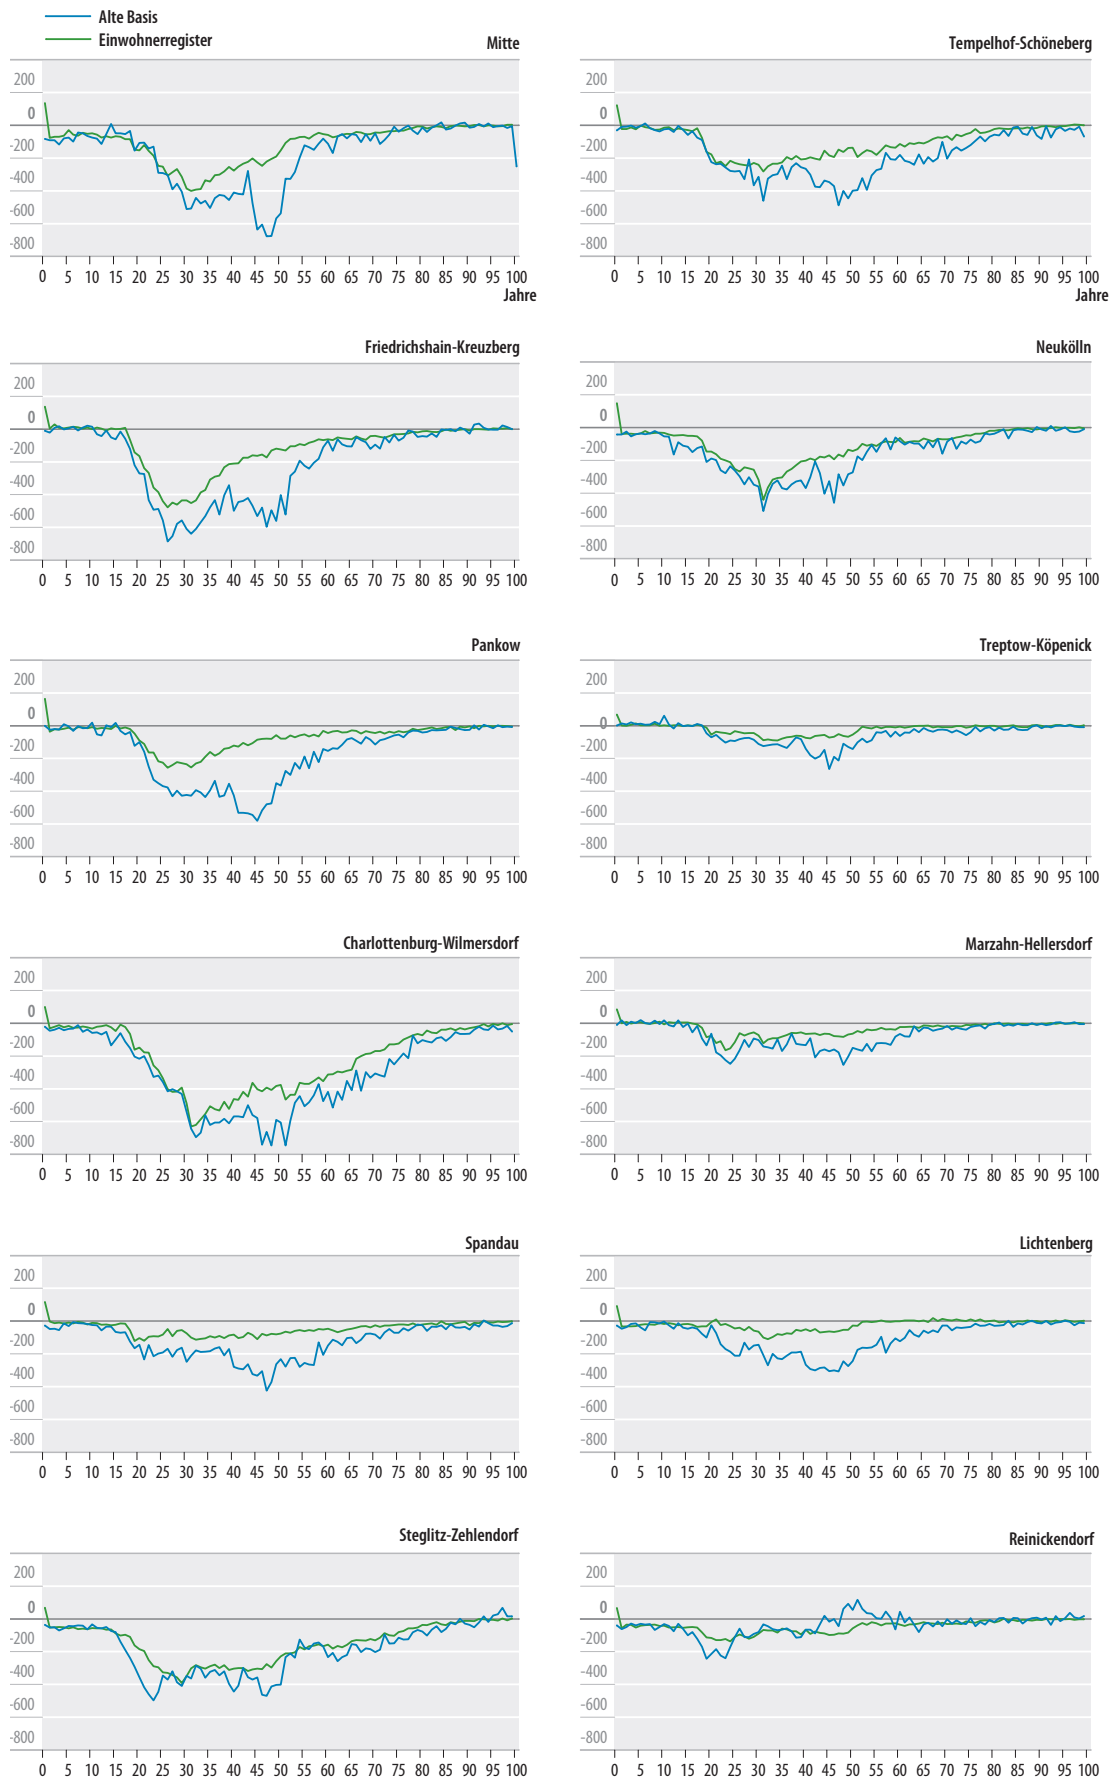 Alte Basis
Einwohnerregister
Mitte
200
0
-200
-400
-600
-800
0 5 10 15 20 25 30 35 40 45 50 55 60 65 70 75 80 85 90 95 100
Jahre
Tempelhof-Schöneberg
200
0
-200
-400
-600
-800
0 5 10 15 20 25 30 35 40 45 50 55 60 65 70 75 80 85 90 95 100
Jahre
Friedrichshain-Kreuzberg
200
0
-200
-400
-600
-800
0 5 10 15 20 25 30 35 40 45 50 55 60 65 70 75 80 85 90 95 100
Neukölln
200
0
-200
-400
-600
-800
0 5 10 15 20 25 30 35 40 45 50 55 60 65 70 75 80 85 90 95 100
Pankow
200
0
-200
-400
-600
-800
0 5 10 15 20 25 30 35 40 45 50 55 60 65 70 75 80 85 90 95 100
Treptow-Köpenick
200
0
-200
-400
-600
-800
0 5 10 15 20 25 30 35 40 45 50 55 60 65 70 75 80 85 90 95 100
Charlottenburg-Wilmersdorf
200
0
-200
-400
-600
-800
0 5 10 15 20 25 30 35 40 45 50 55 60 65 70 75 80 85 90 95 100
Marzahn-Hellersdorf
200
0
-200
-400
-600
-800
0 5 10 15 20 25 30 35 40 45 50 55 60 65 70 75 80 85 90 95 100
Spandau
200
0
-200
-400
-600
-800
0 5 10 15 20 25 30 35 40 45 50 55 60 65 70 75 80 85 90 95 100
Lichtenberg
200
0
-200
-400
-600
-800
0 5 10 15 20 25 30 35 40 45 50 55 60 65 70 75 80 85 90 95 100
Steglitz-Zehlendorf
200
0
-200
-400
-600
-800
0 5 10 15 20 25 30 35 40 45 50 55 60 65 70 75 80 85 90 95 100
Reinickendorf
200
0
-200
-400
-600
-800
0 5 10 15 20 25 30 35 40 45 50 55 60 65 70 75 80 85 90 95 100